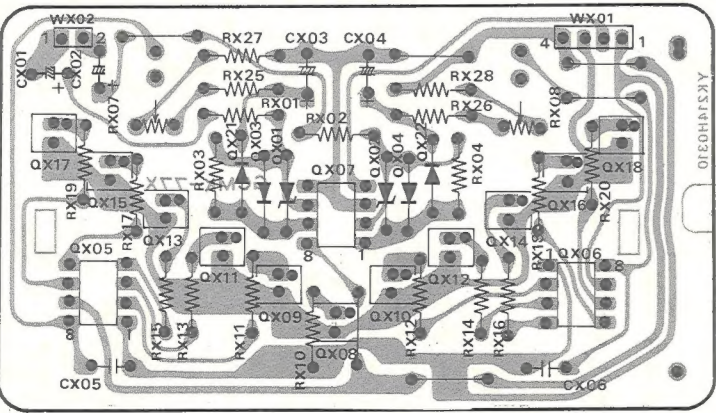 WX02
1 2
CX01
CX02
RX07
RX27
RX25
RX01
CX03
CX04
RX28
RX26
RX08
WX01
4 1
YK214H0310
QX17
RX19
QX15
RX17
QX13
RX03
QX21
QX03
QX01
RX02
QX07
QX02
QX04
QX22
RX04
QX14
RX18
QX16
RX20
QX18
QX05
8 1
QX11
8 1
QX12
QX06
1 8
RX15
RX13
RX11
QX09
RX10
QX08
QX10
RX12
RX14
RX16
CX05
CX06